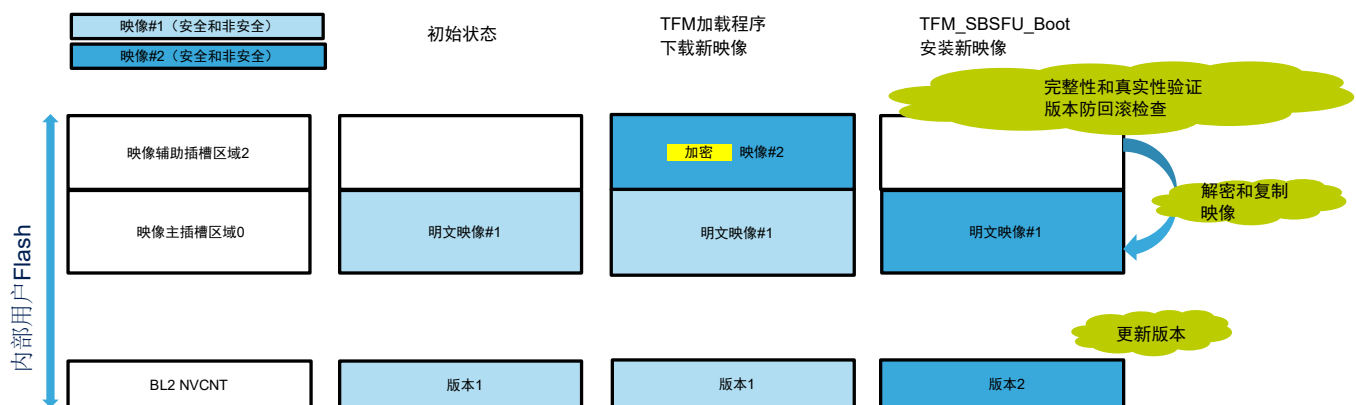 映像#1（安全和非安全）
映像#2（安全和非安全）
初始状态
TFM加载程序
下载新映像
TFM_SBSFU_Boot
安装新映像
完整性和真实性验证
版本防回滚检查
内部用户Flash
映像辅助插槽区域2
加密 映像#2
映像主插槽区域0
明文映像#1
明文映像#1
明文映像#1
解密和复制
映像
更新版本
BL2 NVCNT
版本1
版本1
版本2